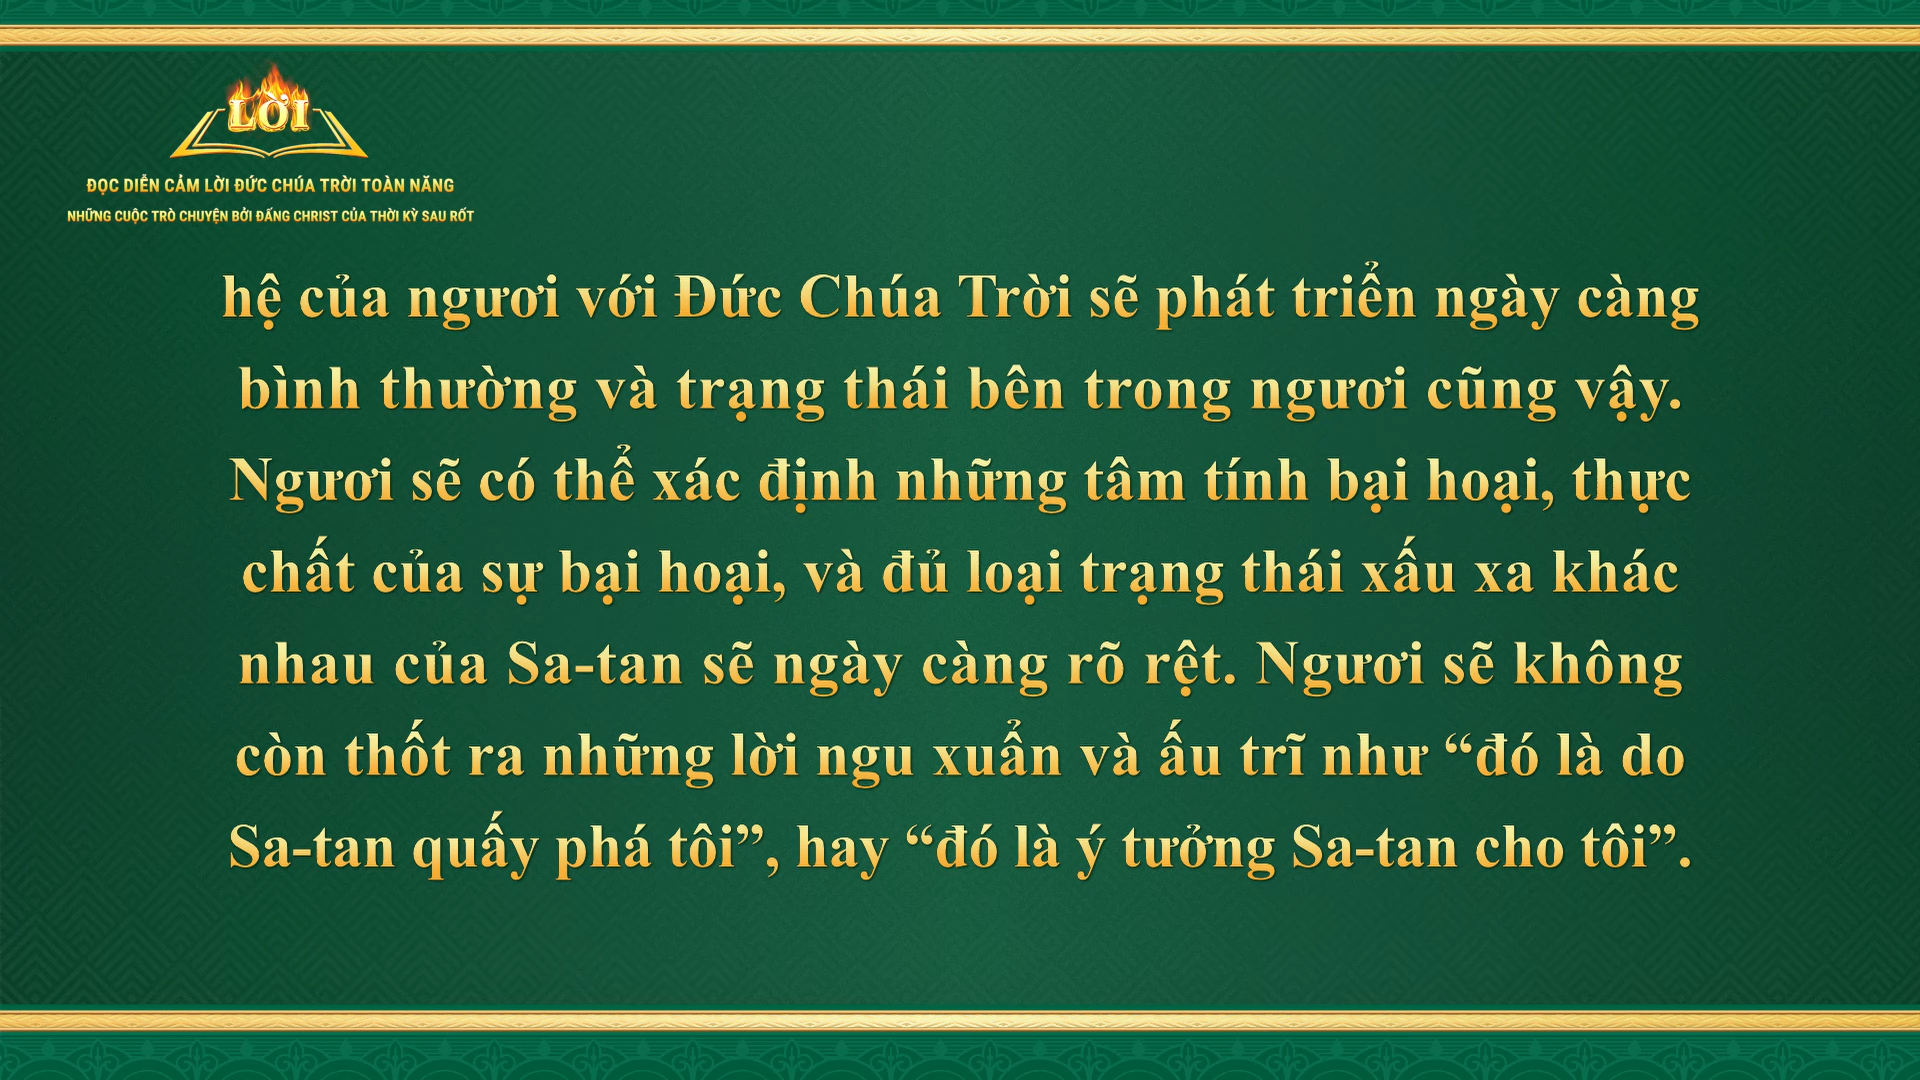 LỜI
ĐỌC DIỄN CẢM LỜI ĐỨC CHÚA TRỜI TOÀN NĂNG
NHỮNG CUỘC TRÒ CHUYỆN BỞI ĐẤNG CHRIST CỦA THỜI KỲ SAU RỐT
hệ của ngươi với Đức Chúa Trời sẽ phát triển ngày càng
bình thường và trạng thái bên trong ngươi cũng vậy.
Ngươi sẽ có thể xác định những tâm tính bại hoại, thực
chất của sự bại hoại, và đủ loại trạng thái xấu xa khác
nhau của Sa-tan sẽ ngày càng rõ rệt. Ngươi sẽ không
còn thốt ra những lời ngu xuẩn và ấu trĩ như “đó là do
Sa-tan quấy phá tôi”, hay “đó là ý tưởng Sa-tan cho tôi”.